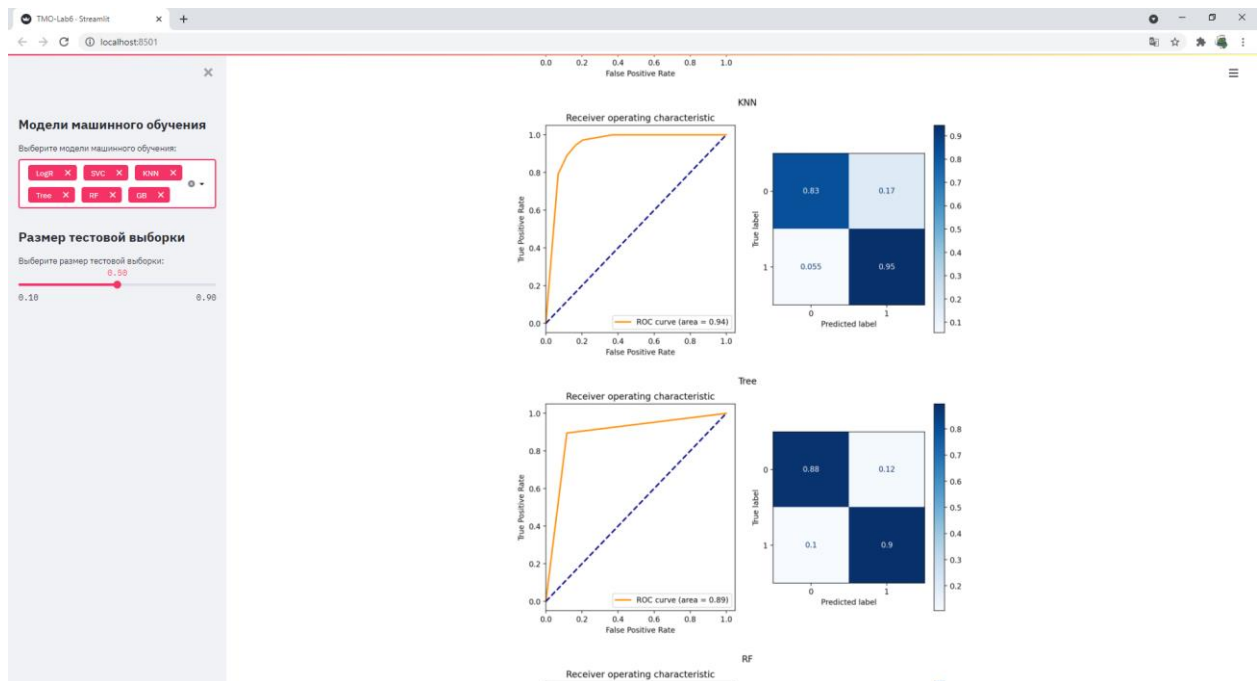 TMO-Lab6 · Streamlit
localhost:8501
Модели машинного обучения
Выберите модели машинного обучения:
LogR
SVC
KNN
Tree
RF
GB
Размер тестовой выборки
Выберите размер тестовой выборки:
0.50
0.10 0.90
0.0 0.2 0.4 0.6 0.8 1.0
False Positive Rate
KNN
Receiver operating characteristic
True Positive Rate
1.0
0.8
0.6
0.4
0.2
0.0
ROC curve (area = 0.94)
0.0 0.2 0.4 0.6 0.8 1.0
False Positive Rate
True label
0
1
0.83 0.17
0.055 0.95
0 1
Predicted label
0.9
0.8
0.7
0.6
0.5
0.4
0.3
0.2
0.1
Tree
Receiver operating characteristic
True Positive Rate
1.0
0.8
0.6
0.4
0.2
0.0
ROC curve (area = 0.89)
0.0 0.2 0.4 0.6 0.8 1.0
False Positive Rate
True label
0
1
0.88 0.12
0.1 0.9
0 1
Predicted label
0.8
0.7
0.6
0.5
0.4
0.3
0.2
RF
Receiver operating characteristic